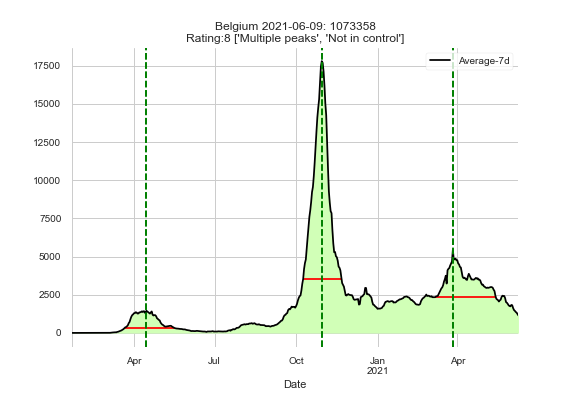 Belgium 2021-06-09: 1073358
Rating:8 ['Multiple peaks', 'Not in control']
Average-7d
17500
15000
12500
10000
7500
5000
2500
0
Apr
Jul
Oct
Jan
2021
Apr
Date